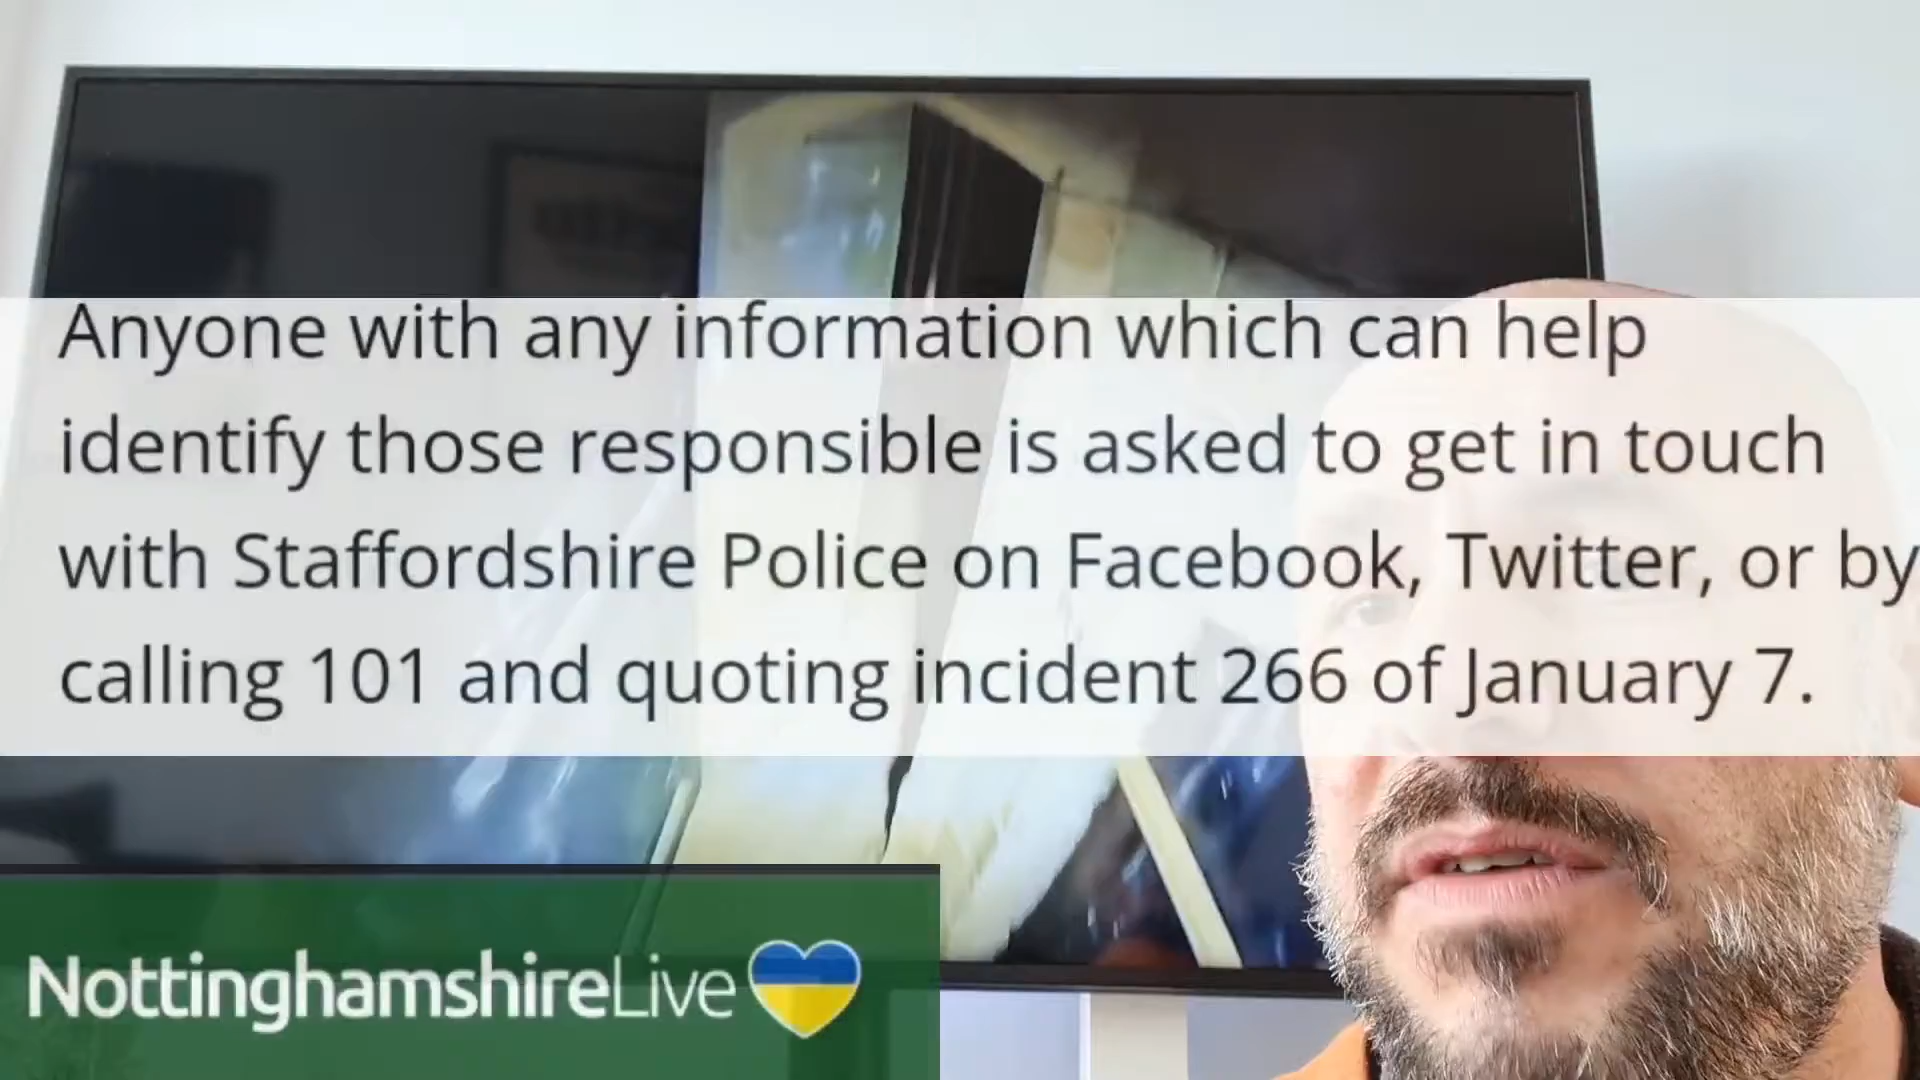 Anyone with any information which can help
identify those responsible is asked to get in touch
with Staffordshire Police on Facebook, Twitter, or by
calling 101 and quoting incident 266 of January 7.
NottinghamshireLive